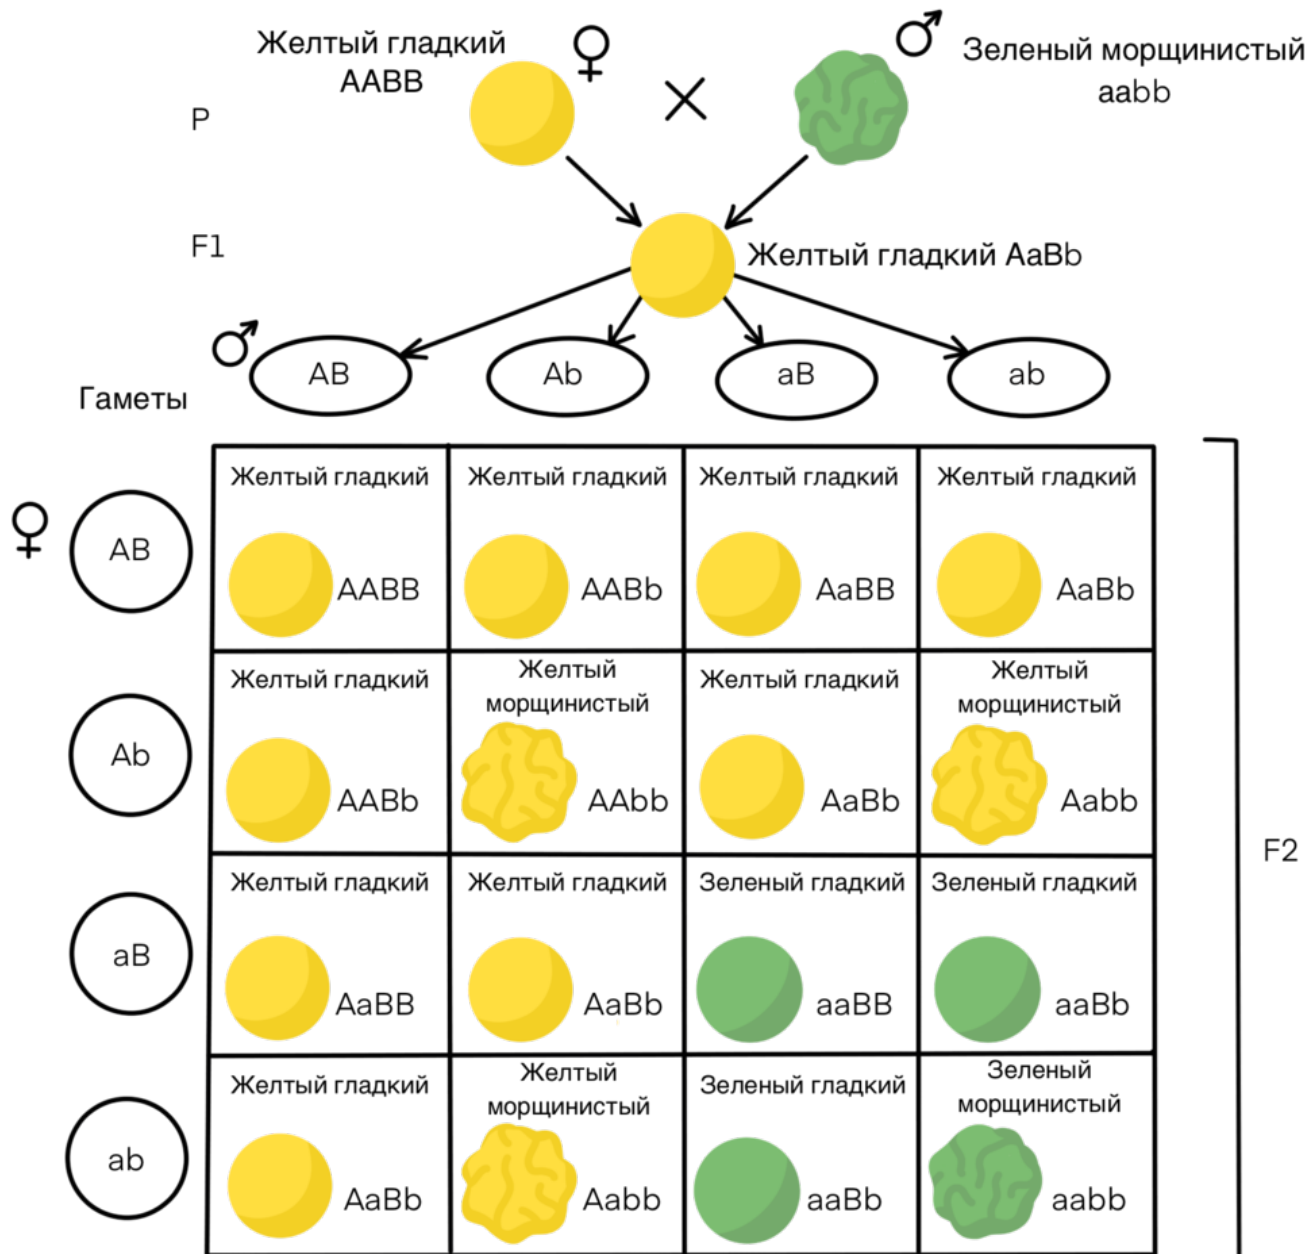 Желтый гладкий
AABB
Зеленый морщинистый
aabb
P
F1
Желтый гладкий AaBb
Гаметы
AB
Ab
aB
ab
AB
Желтый гладкий
AABB
Желтый гладкий
AABb
Желтый гладкий
AaBB
Желтый гладкий
AaBb
Ab
Желтый гладкий
AABb
Желтый
морщинистый
AAbb
Желтый гладкий
AaBb
Желтый
морщинистый
Aabb
F2
aB
Желтый гладкий
AaBB
Желтый гладкий
AaBb
Зеленый гладкий
aaBB
Зеленый гладкий
aaBb
ab
Желтый гладкий
AaBb
Желтый
морщинистый
Aabb
Зеленый гладкий
aaBb
Зеленый
морщинистый
aabb